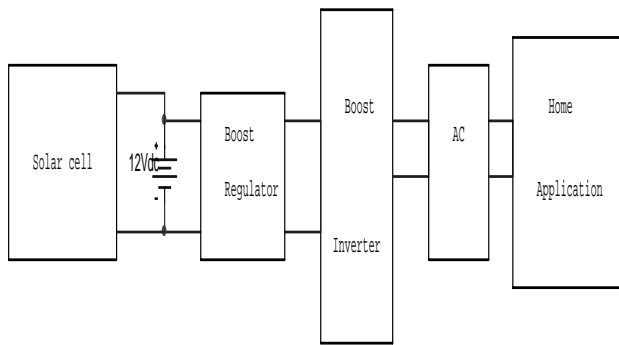 Solar cell
12Vdc
+
-
Boost
Regulator
Boost
Inverter
AC
Home
Application